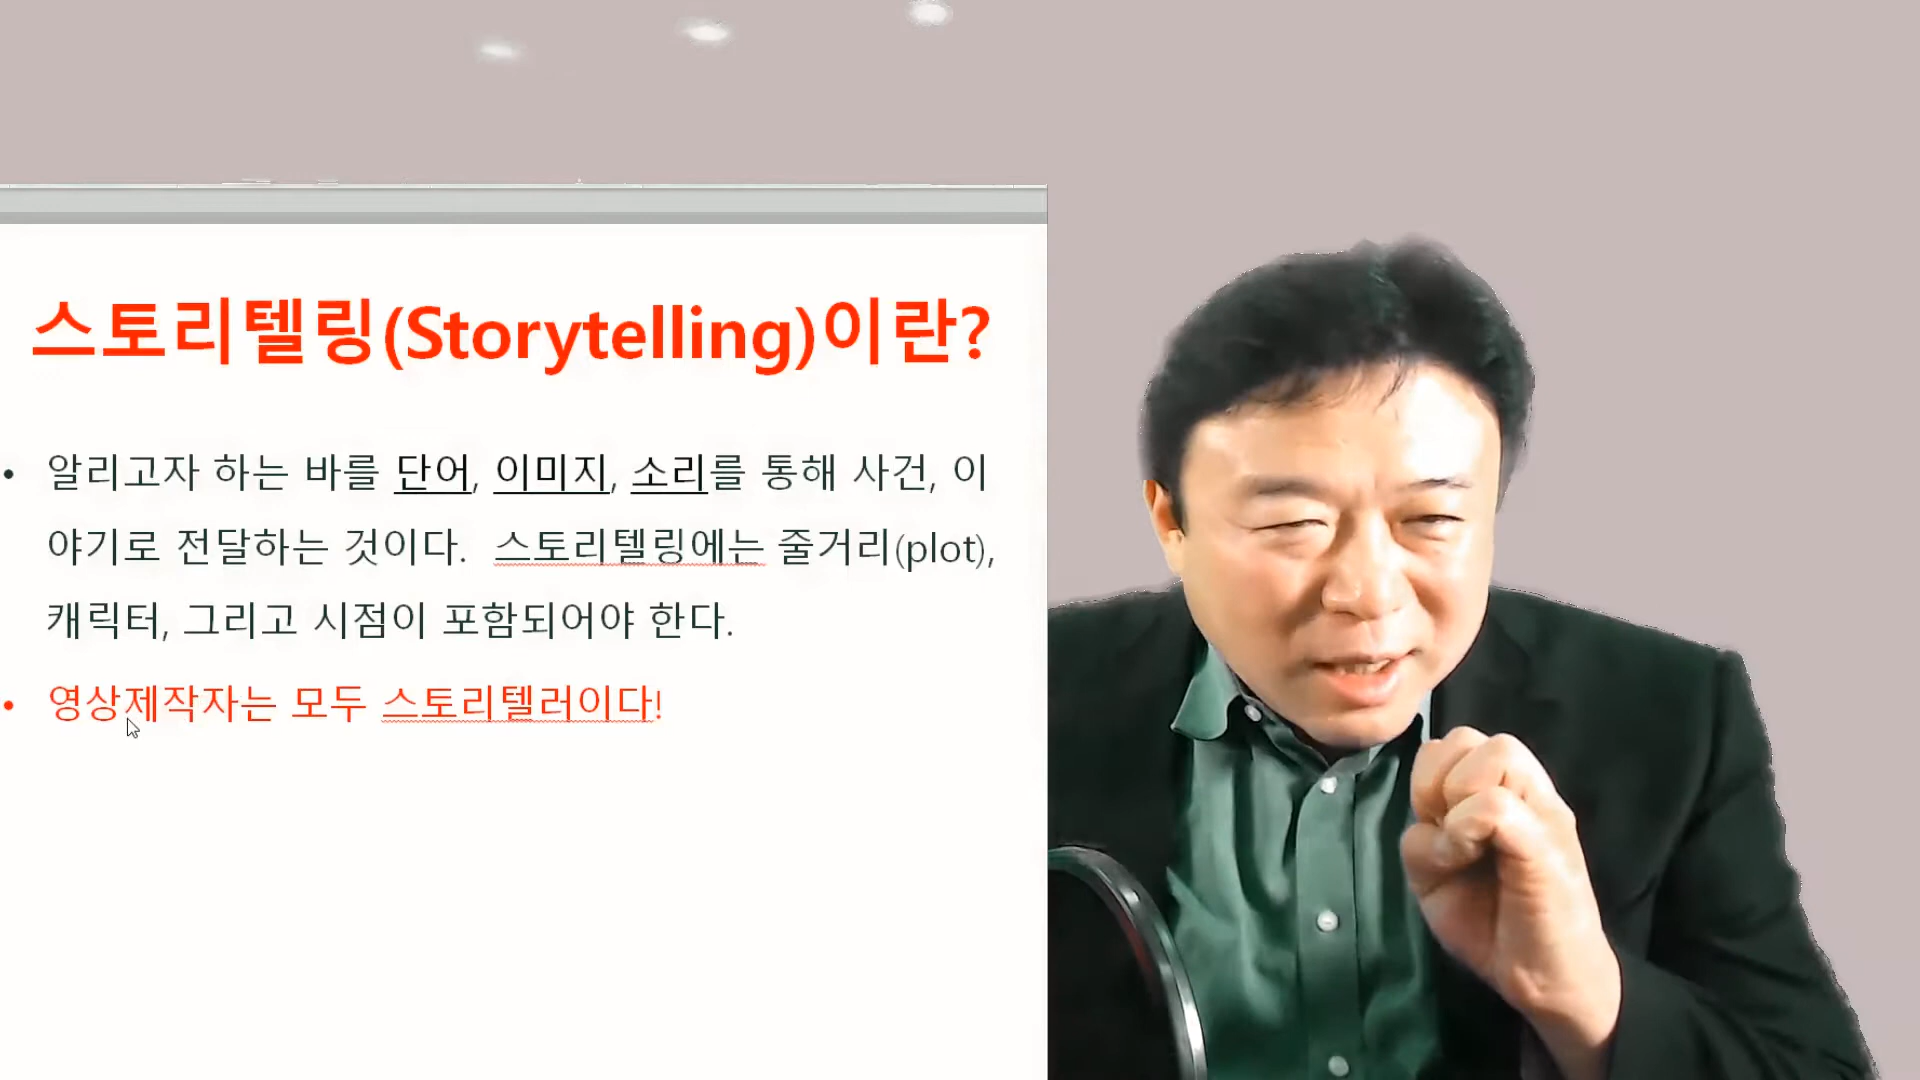 스토리텔링(Storytelling)이란?
• 알리고자 하는 바를 단어, 이미지, 소리를 통해 사건, 이
야기로 전달하는 것이다. 스토리텔링에는 줄거리(plot),
캐릭터, 그리고 시점이 포함되어야 한다.
• 영상제작자는 모두 스토리텔러이다!